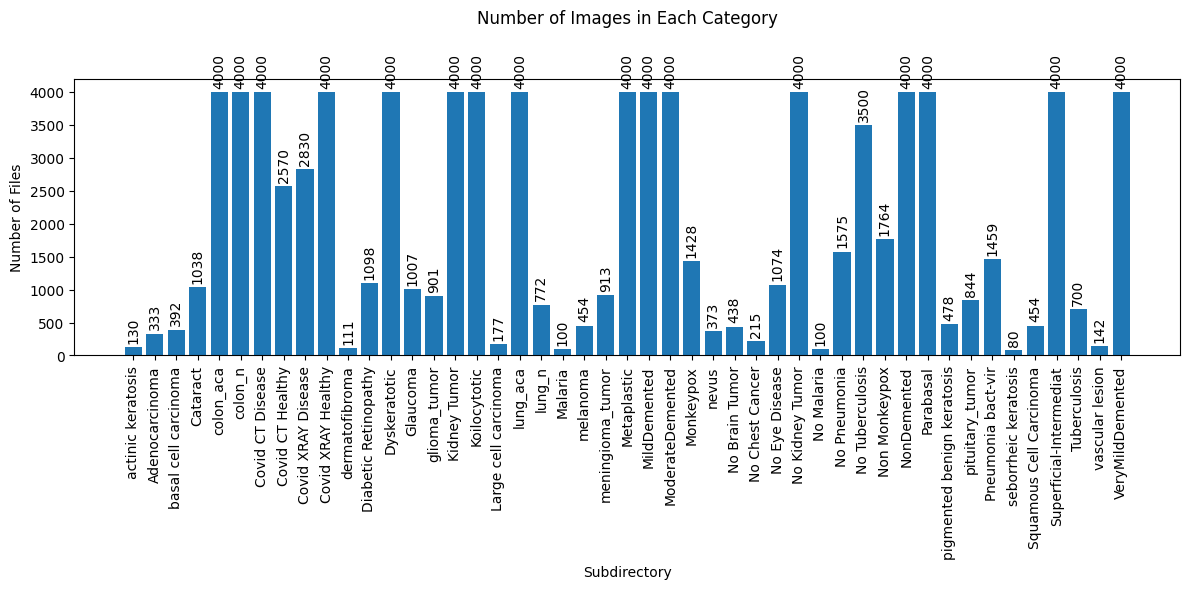 Number of Images in Each Category
Number of Files
4000
3500
3000
2500
2000
1500
1000
500
0
130
333
392
1038
4000
4000
4000
2570
2830
4000
111
1098
4000
1007
901
4000
4000
177
4000
772
100
454
913
4000
4000
4000
1428
373
438
215
1074
4000
100
1575
3500
1764
4000
4000
478
844
1459
80
454
4000
700
142
4000
actinic keratosis
Adenocarcinoma
basal cell carcinoma
Cataract
colon_aca
colon_n
Covid CT Disease
Covid CT Healthy
Covid XRAY Disease
Covid XRAY Healthy
dermatofibroma
Diabetic Retinopathy
Dyskeratotic
Glaucoma
glioma_tumor
Kidney Tumor
Koilocytotic
Large cell carcinoma
lung_aca
lung_n
Malaria
melanoma
meningioma_tumor
Metaplastic
MildDemented
ModerateDemented
Monkeypox
nevus
No Brain Tumor
No Chest Cancer
No Eye Disease
No Kidney Tumor
No Malaria
No Pneumonia
No Tuberculosis
Non Monkeypox
NonDemented
Parabasal
pigmented benign keratosis
pituitary_tumor
Pneumonia bact-vir
seborrheic keratosis
Squamous Cell Carcinoma
Superficial-Intermediat
Tuberculosis
vascular lesion
VeryMildDemented
Subdirectory